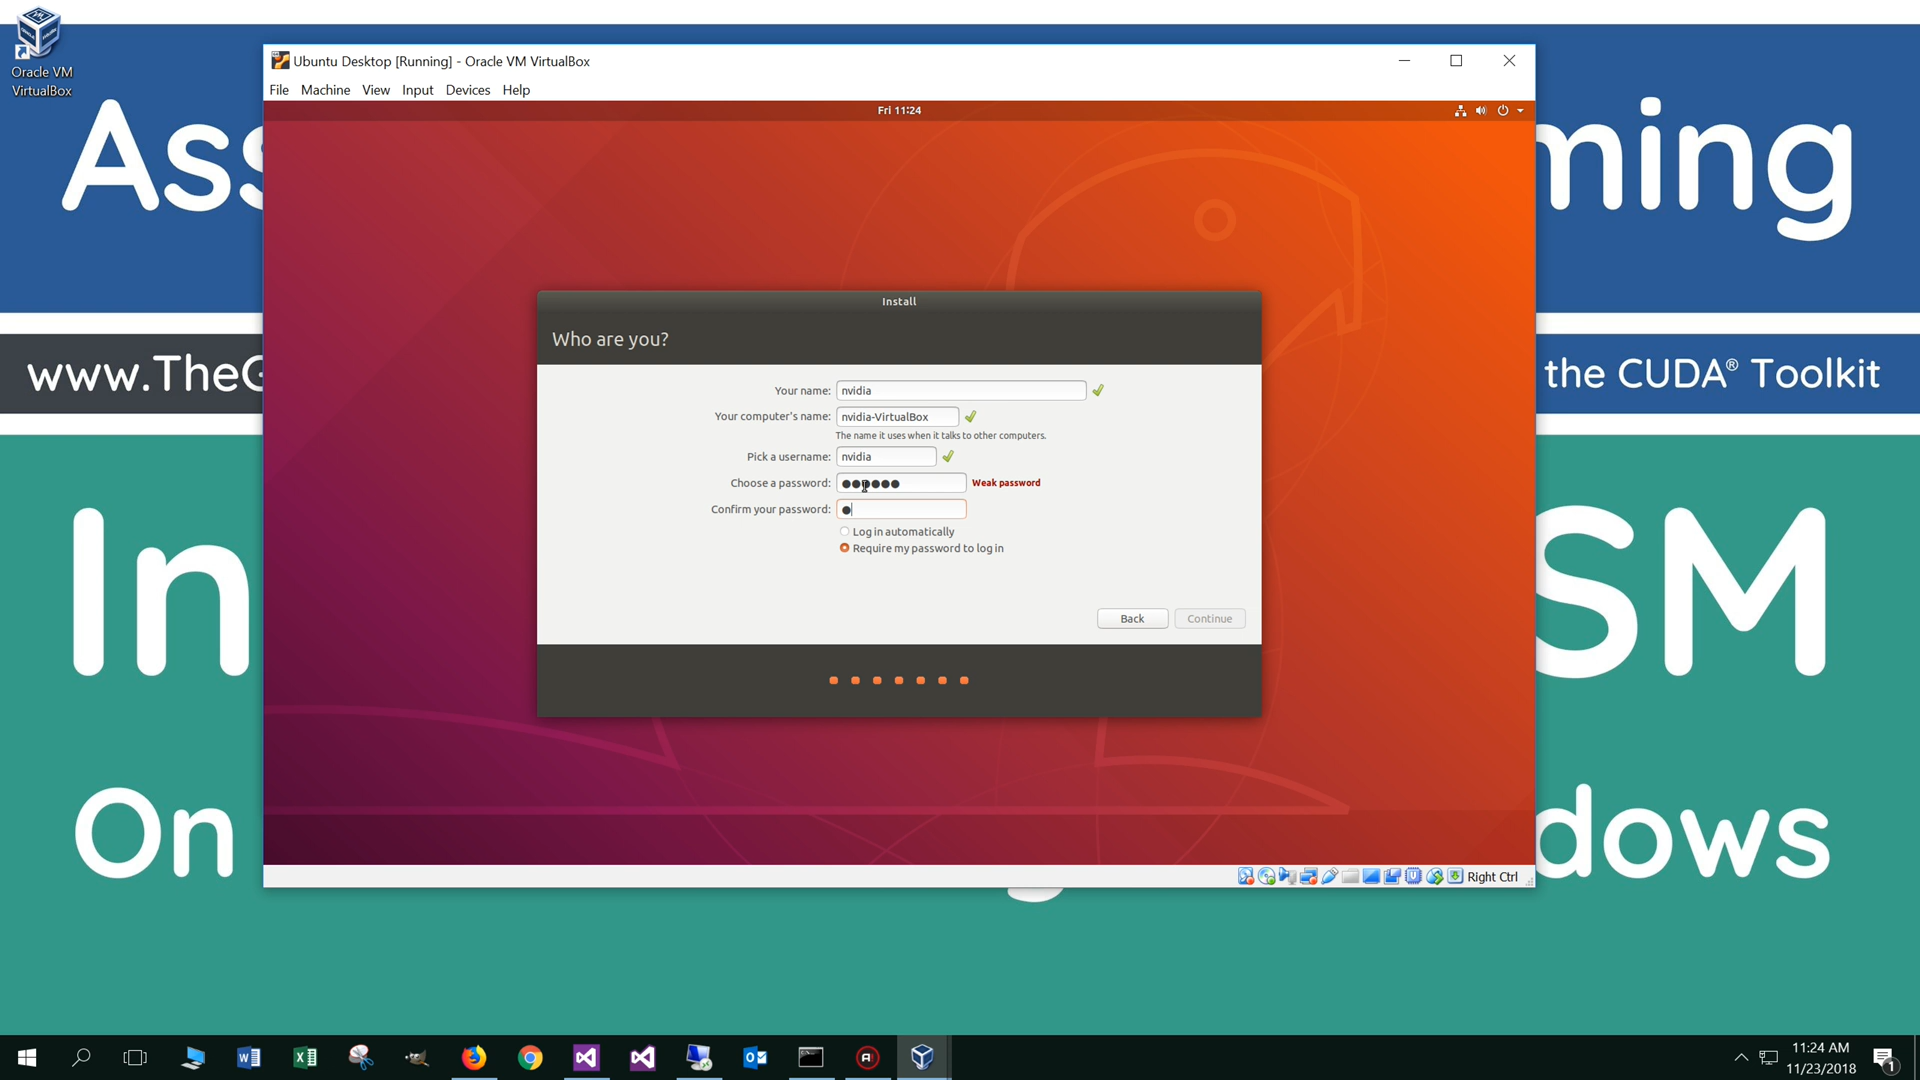 Oracle VM
VirtualBox
Ubuntu Desktop [Running] - Oracle VM VirtualBox
File Machine View Input Devices Help
Fri 11:24
Install
Who are you?
Your name: nvidia
Your computer's name: nvidia-VirtualBox
The name it uses when it talks to other computers.
Pick a username: nvidia
Choose a password: ●●●●●● Weak password
Confirm your password: ●
Log in automatically
Require my password to log in
Back Continue
Right Ctrl
Ass ming
www.TheG the CUDA® Toolkit
In SM
On dows
11:24 AM
11/23/2018
1